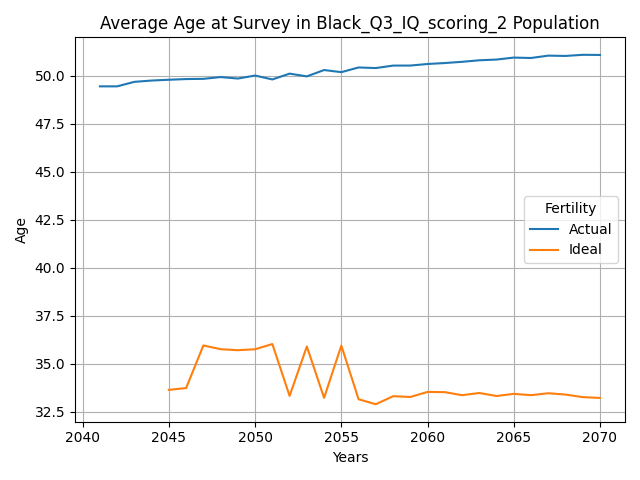 Average Age at Survey in Black_Q3_IQ_scoring_2 Population
50.0
47.5
45.0
42.5
40.0
37.5
35.0
32.5
Age
Fertility
Actual
Ideal
2040 2045 2050 2055 2060 2065 2070
Years